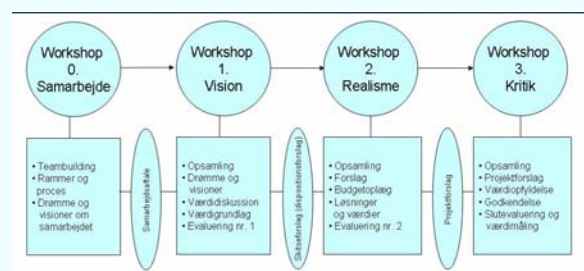 Workshop
0.
Samarbejde
Workshop
1.
Vision
Workshop
2.
Realisme
Workshop
3.
Kritik
• Teambuilding
• Rammer og
proces
• Drømme og
visioner om
samarbejdet
Samarbejdsaftale
• Opsamling
• Drømme og
visioner
• Værdidiskussion
• Værdigrundlag
• Evaluering nr. 1
Skitseforslag (dispositionsforslag)
• Opsamling
• Forslag
• Budgetoplæg
• Løsninger
og værdier
• Evaluering nr. 2
Projektforslag
• Opsamling
• Projektforslag
• Værdiopfyldelse
• Godkendelse
• Slutevaluering og
værdimåling